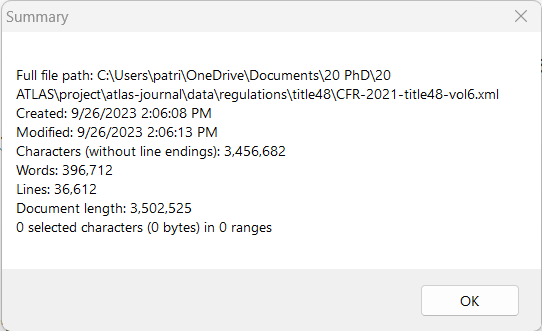 Summary
Full file path: C:\Users\patri\OneDrive\Documents\20 PhD\20
ATLAS\project\atlas-journal\data\regulations\title48\CFR-2021-title48-vol6.xml
Created: 9/26/2023 2:06:08 PM
Modified: 9/26/2023 2:06:13 PM
Characters (without line endings): 3,456,682
Words: 396,712
Lines: 36,612
Document length: 3,502,525
0 selected characters (0 bytes) in 0 ranges
OK